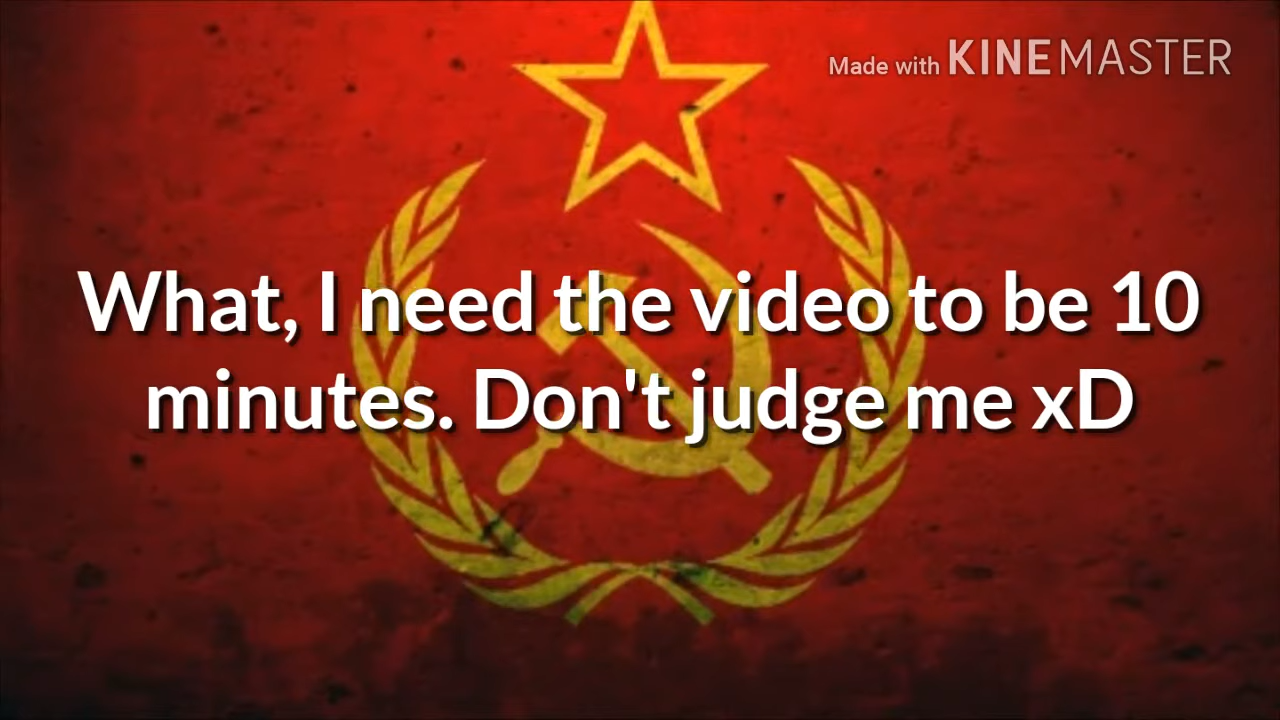 Made with KINEMASTER
What, I need the video to be 10
minutes. Don't judge me xD